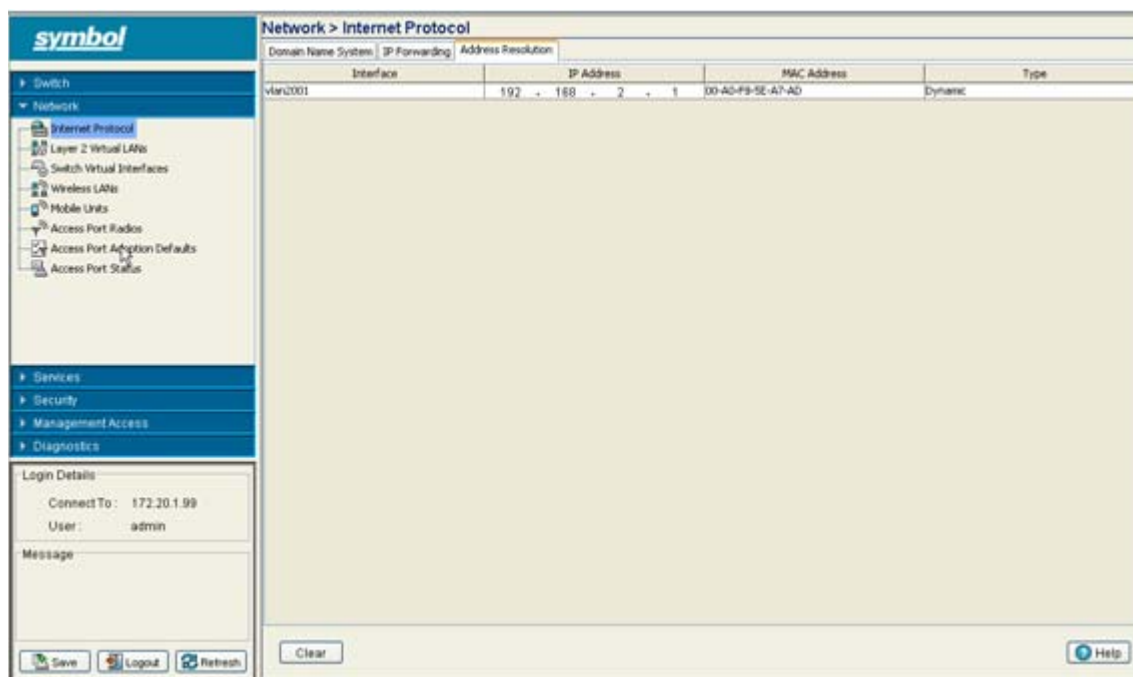 symbol
Switch
Network
Internet Protocol
Layer 2 Virtual LANs
Switch Virtual Interfaces
Wireless LANs
Mobile Units
Access Port Radios
Access Port Adoption Defaults
Access Port Status
Services
Security
Management Access
Diagnostics
Login Details
Connect To : 172.20.1.99
User : admin
Message
Save Logout Refresh
Network > Internet Protocol
Domain Name System IP Forwarding Address Resolution
Interface IP Address MAC Address Type
vlan2001 192 . 168 . 2 . 1 00-A0-F8-5E-A7-AD Dynamic
Clear Help